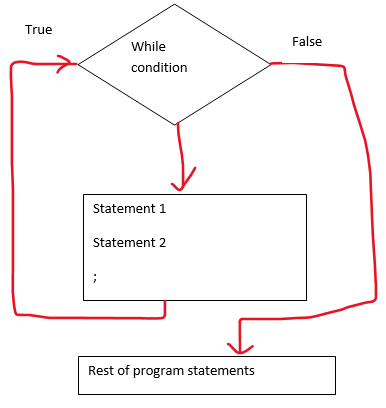 True
While
condition
False
Statement 1
Statement 2
;
Rest of program statements